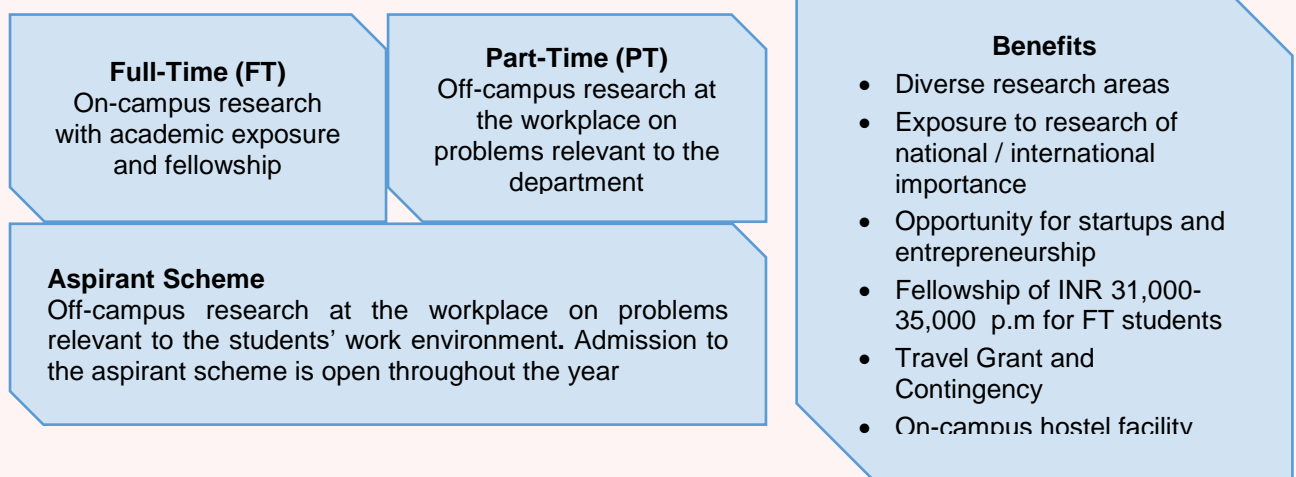 Full-Time (FT)
On-campus research
with academic exposure
and fellowship
Part-Time (PT)
Off-campus research at
the workplace on
problems relevant to the
department
Aspirant Scheme
Off-campus research at the workplace on problems
relevant to the students’ work environment. Admission to
the aspirant scheme is open throughout the year
Benefits
• Diverse research areas
• Exposure to research of
national / international
importance
• Opportunity for startups and
entrepreneurship
• Fellowship of INR 31,000-
35,000 p.m for FT students
• Travel Grant and
Contingency
• On-campus hostel facility